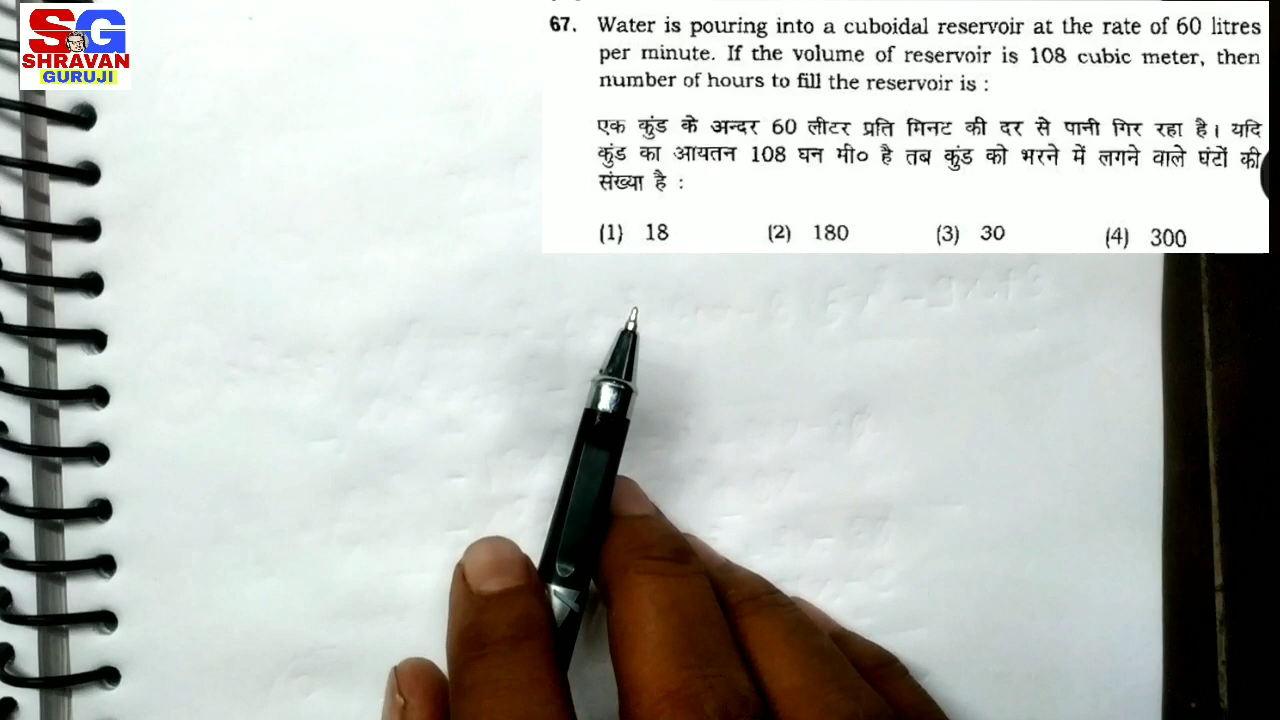 SG
SHRAVAN
GURUJI
67. Water is pouring into a cuboidal reservoir at the rate of 60 litres
per minute. If the volume of reservoir is 108 cubic meter, then
number of hours to fill the reservoir is :
एक कुंड के अन्दर 60 लीटर प्रति मिनट की दर से पानी गिर रहा है। यदि
कुंड का आयतन 108 घन मी० है तब कुंड को भरने में लगने वाले घंटों की
संख्या है :
(1) 18 (2) 180 (3) 30 (4) 300